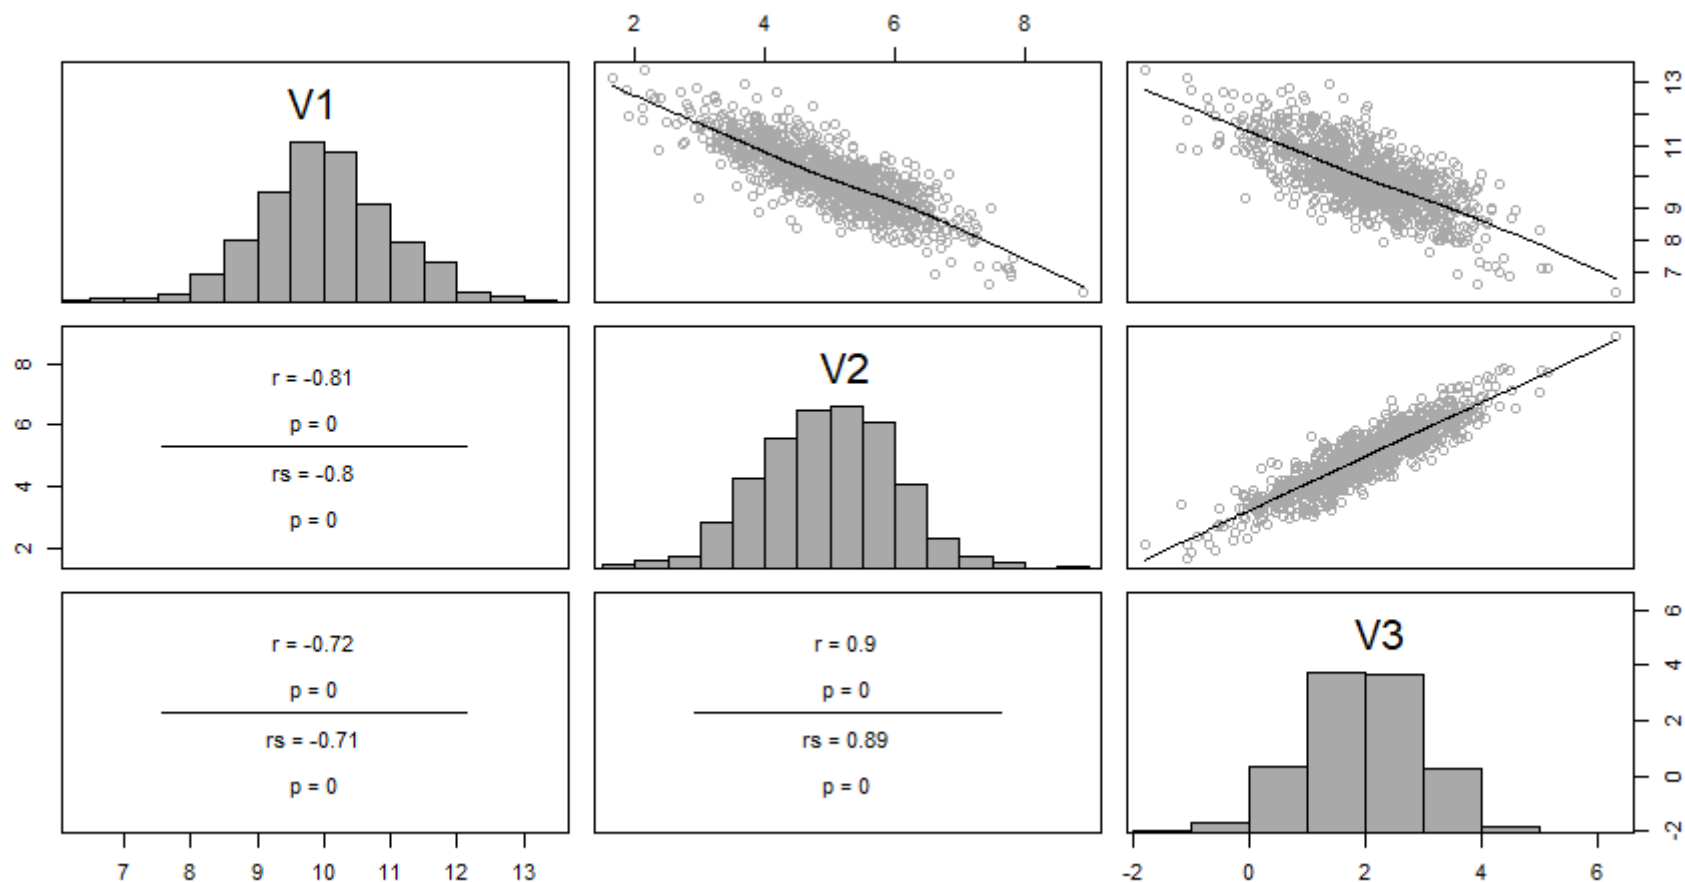 2 4 6 8
V1
13
11
9
8
7
V2
8
6
4
2
r = -0.81
p = 0
rs = -0.8
p = 0
V3
6
4
2
0
-2
r = -0.72
p = 0
rs = -0.71
p = 0
r = 0.9
p = 0
rs = 0.89
p = 0
7 8 9 10 11 12 13
-2 0 2 4 6